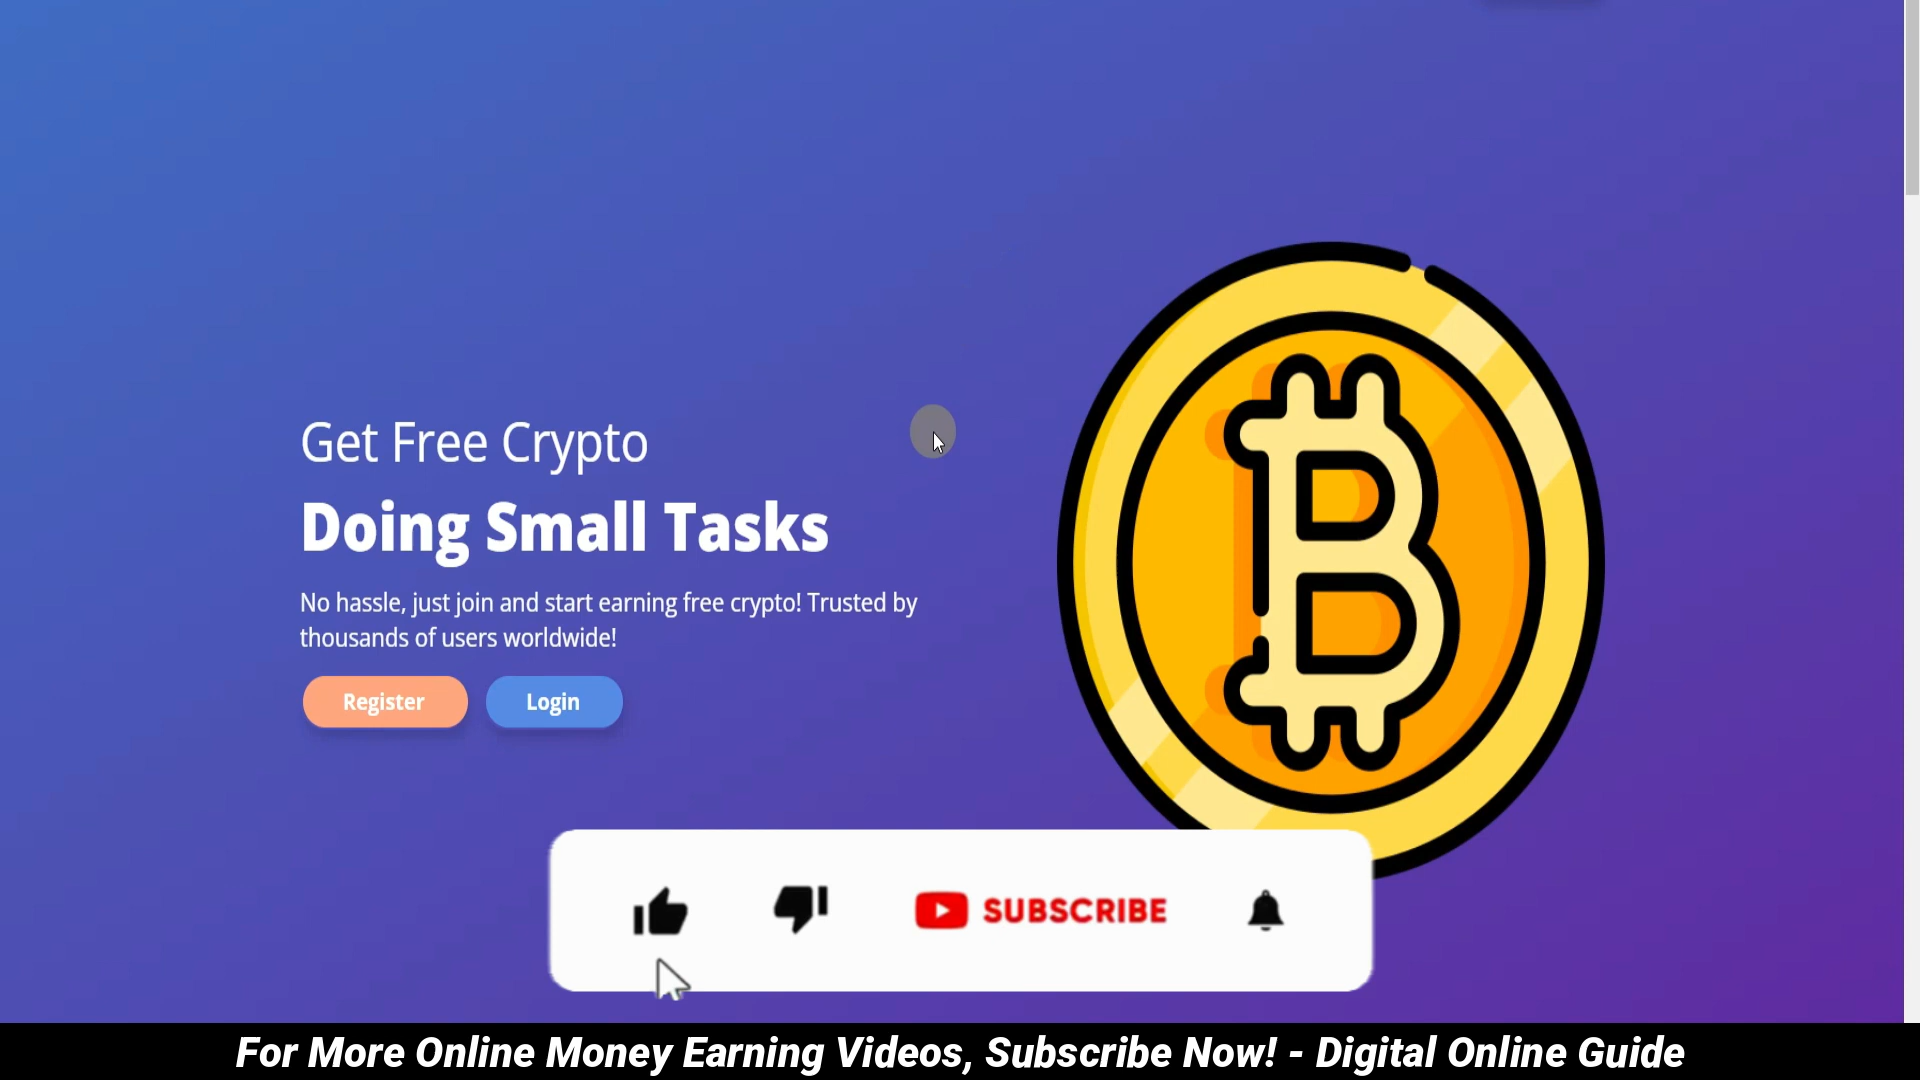 Get Free Crypto
Doing Small Tasks
No hassle, just join and start earning free crypto! Trusted by
thousands of users worldwide!
Register
Login
SUBSCRIBE
For More Online Money Earning Videos, Subscribe Now! - Digital Online Guide